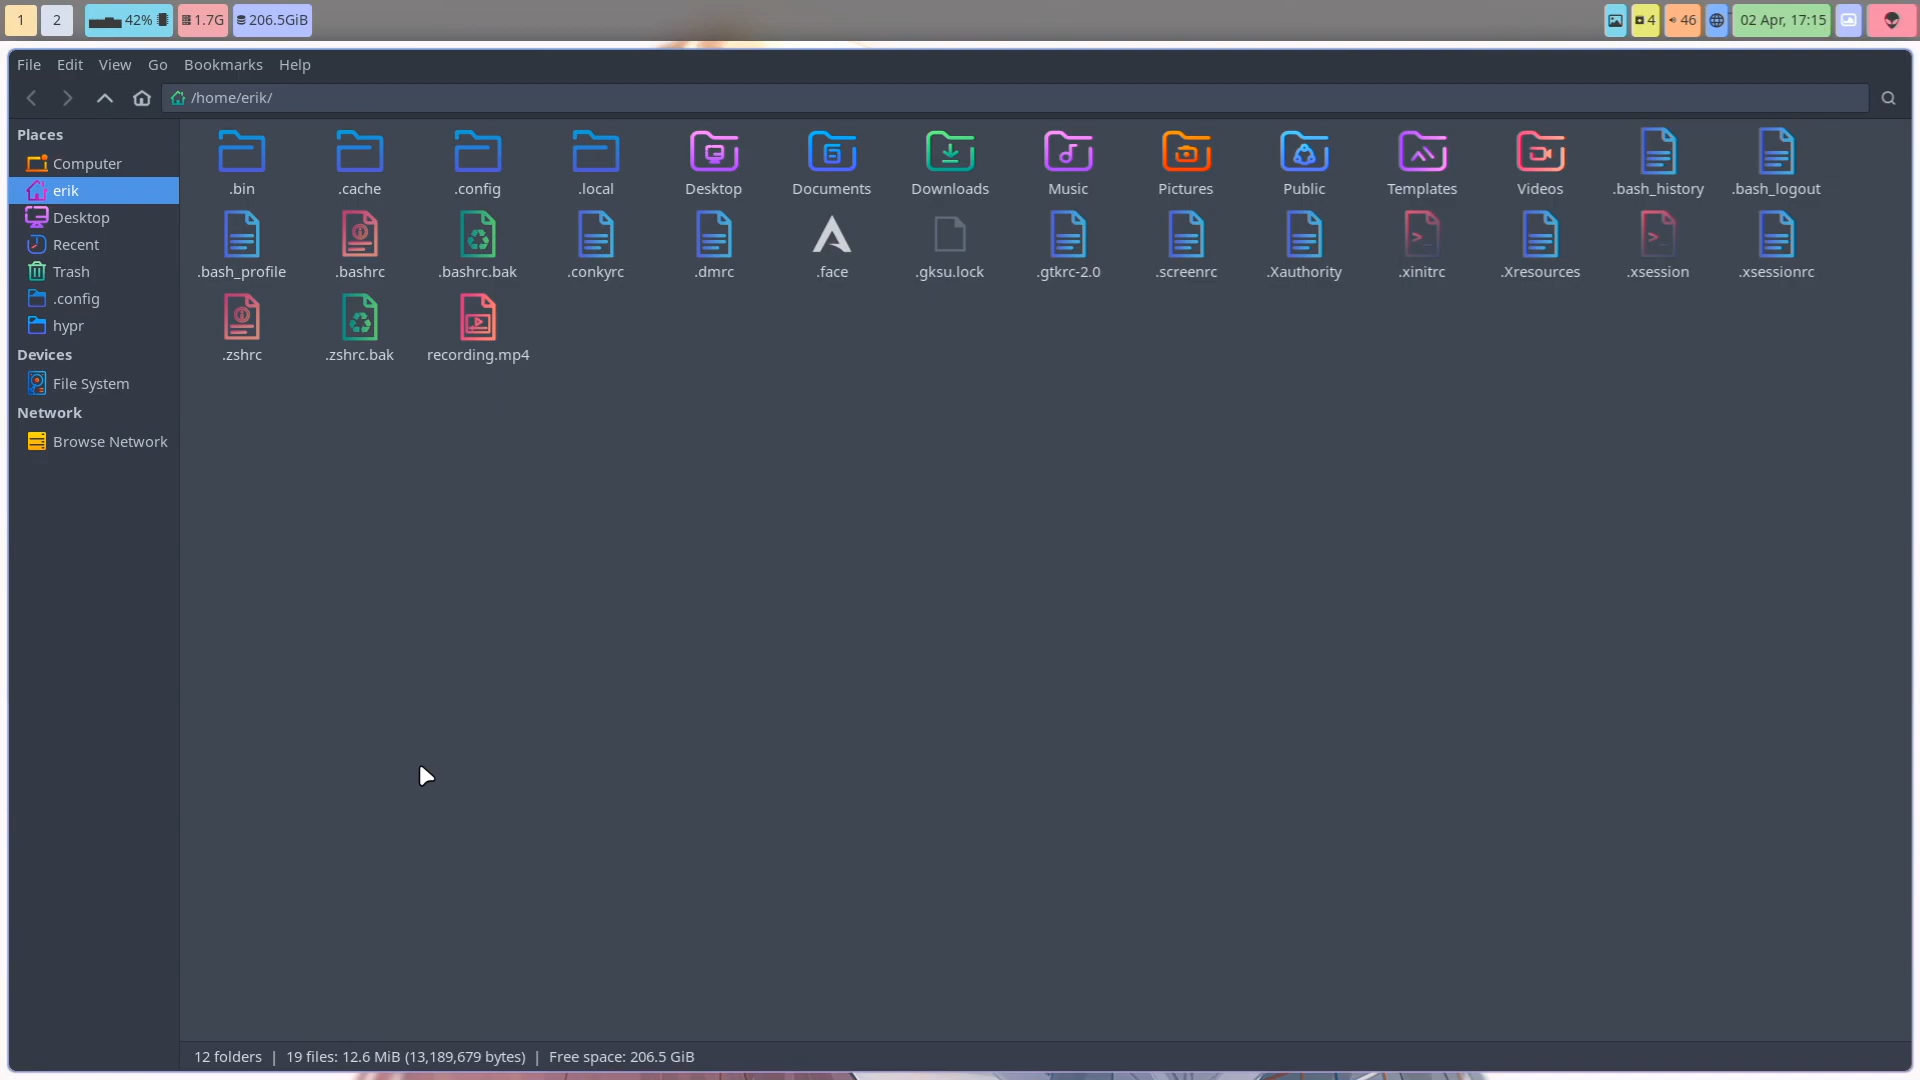 1 2 42% 1.7G 206.5GiB 4 46 02 Apr, 17:15
File Edit View Go Bookmarks Help
/home/erik/
Places
Computer
erik
Desktop
Recent
Trash
.config
hypr
Devices
File System
Network
Browse Network
.bin .cache .config .local Desktop Documents Downloads Music Pictures Public Templates Videos .bash_history .bash_logout
.bash_profile .bashrc .bashrc.bak .conkyrc .dmrc .face .gksu.lock .gtkrc-2.0 .screenrc .Xauthority .xinitrc .Xresources .xsession .xsessionrc
.zshrc .zshrc.bak recording.mp4
12 folders | 19 files: 12.6 MiB (13,189,679 bytes) | Free space: 206.5 GiB